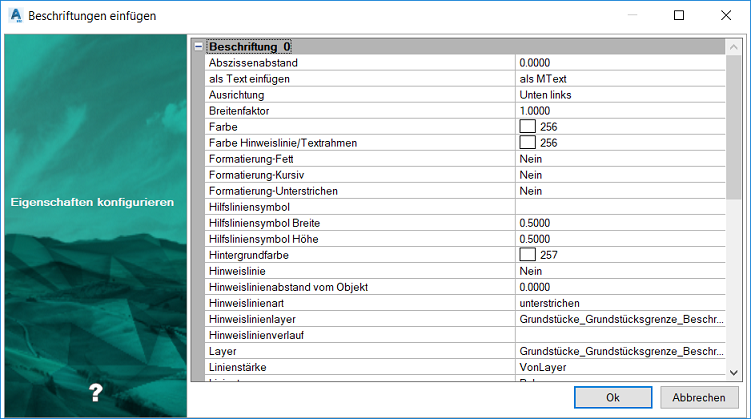 Beschriftungen einfügen
Eigenschaften konfigurieren
?
Beschriftung 0
Abszissenabstand 0.0000
als Text einfügen als MText
Ausrichtung Unten links
Breitenfaktor 1.0000
Farbe 256
Farbe Hinweislinie/Textrahmen 256
Formatierung-Fett Nein
Formatierung-Kursiv Nein
Formatierung-Unterstrichen Nein
Hilfsliniensymbol
Hilfsliniensymbol Breite 0.5000
Hilfsliniensymbol Höhe 0.5000
Hintergrundfarbe 257
Hinweislinie Nein
Hinweislinienabstand vom Objekt 0.0000
Hinweislinienart unterstrichen
Hinweislinienlayer Grundstücke_Grundstücksgrenze_Beschr...
Hinweislinienverlauf
Layer Grundstücke_Grundstücksgrenze_Beschr...
Linienstärke VonLayer
Ok Abbrechen